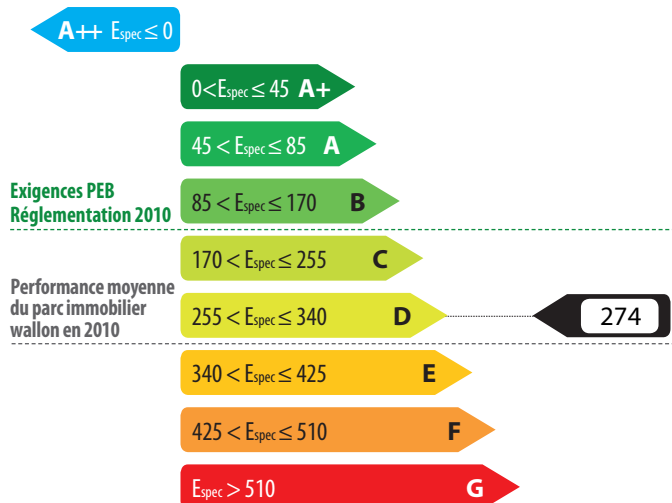 A++ Espec ≤ 0
0<Espec ≤ 45 A+
45 < Espec ≤ 85 A
Exigences PEB
Réglementation 2010
85 < Espec ≤ 170 B
170 < Espec ≤ 255 C
Performance moyenne
du parc immobilier
wallon en 2010
255 < Espec ≤ 340 D
274
340 < Espec ≤ 425 E
425 < Espec ≤ 510 F
Espec > 510 G